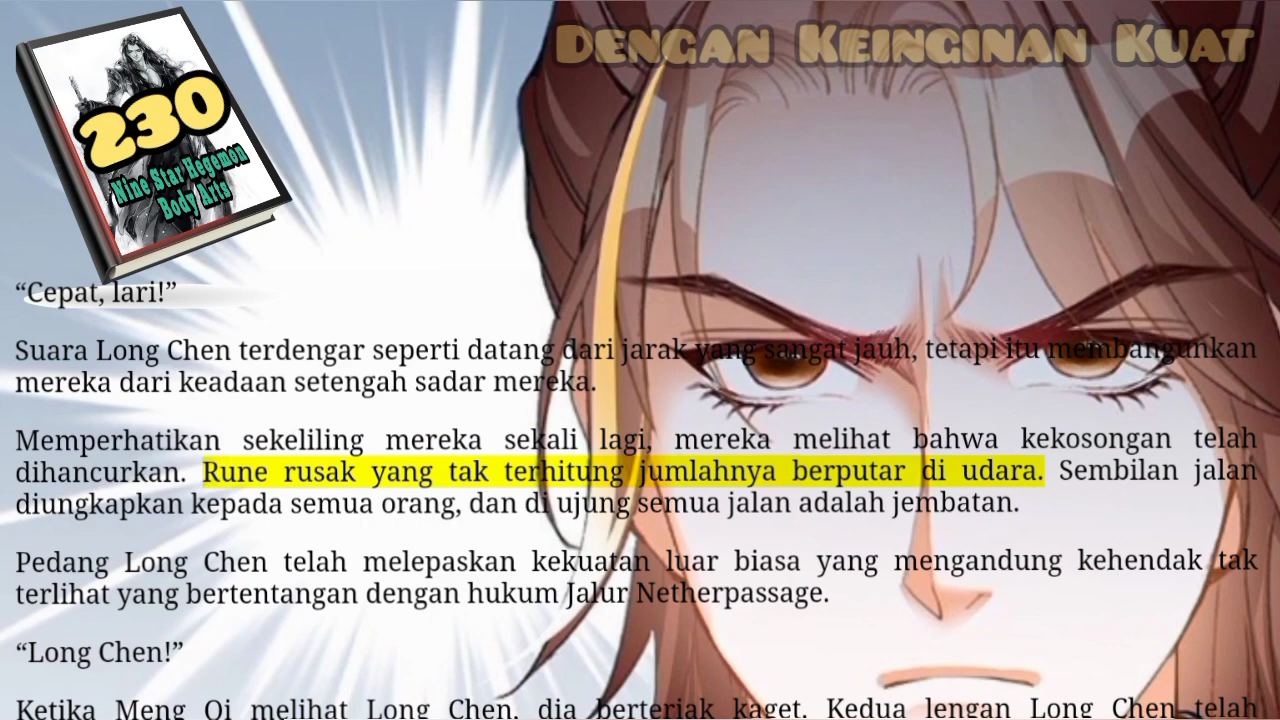 DENGAN KEINGINAN KUAT
230
Nine Star Hegemon
Body Arts
“Cepat, lari!”
Suara Long Chen terdengar seperti datang dari jarak yang sangat jauh, tetapi itu membangunkan
mereka dari keadaan setengah sadar mereka.
Memperhatikan sekeliling mereka sekali lagi, mereka melihat bahwa kekosongan telah
dihancurkan. Rune rusak yang tak terhitung jumlahnya berputar di udara. Sembilan jalan
diungkapkan kepada semua orang, dan di ujung semua jalan adalah jembatan.
Pedang Long Chen telah melepaskan kekuatan luar biasa yang mengandung kehendak tak
terlihat yang bertentangan dengan hukum Jalur Netherpassage.
“Long Chen!”
Ketika Meng Qi melihat Long Chen, dia berteriak kaget. Kedua lengan Long Chen telah